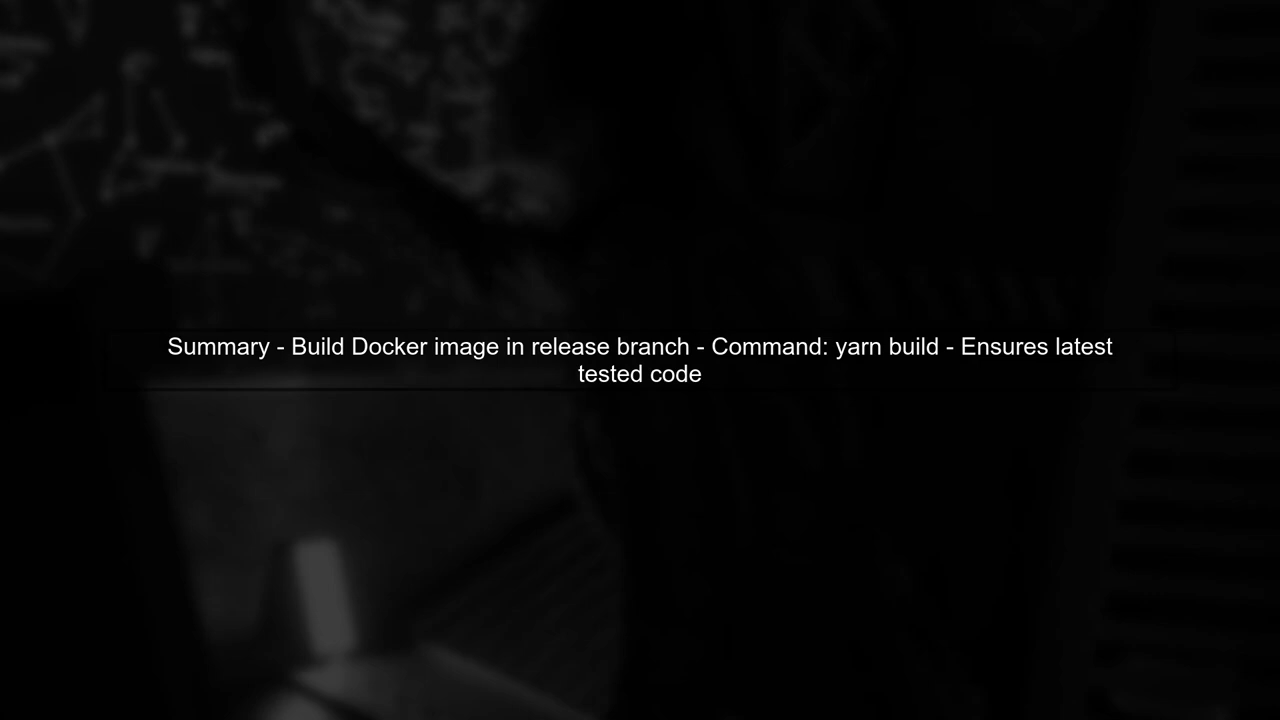 Summary - Build Docker image in release branch - Command: yarn build - Ensures latest
tested code